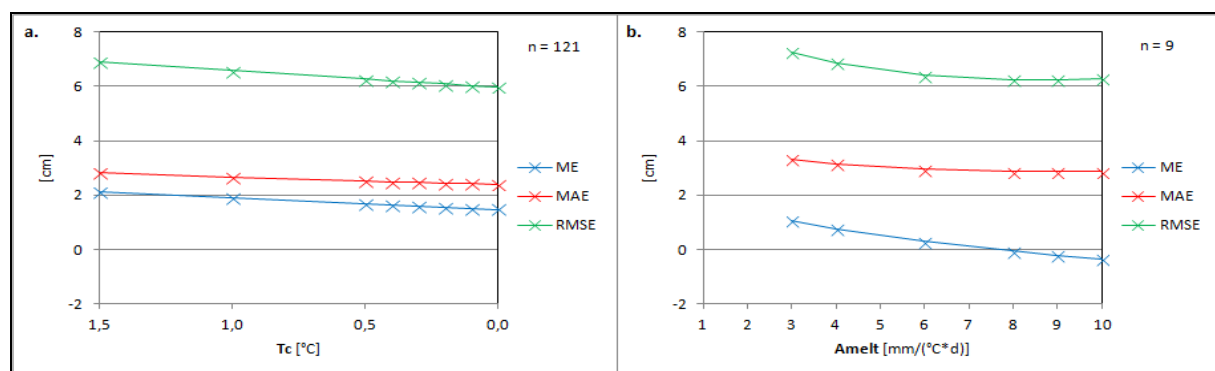 a.
n = 121
8
6
4
2
0
-2
[cm]
1,5
1,0
0,5
0,0
Tc [°C]
ME
MAE
RMSE
b.
n = 9
8
6
4
2
0
-2
[cm]
1
2
3
4
5
6
7
8
9
10
Amelt [mm/(°C*d)]
ME
MAE
RMSE